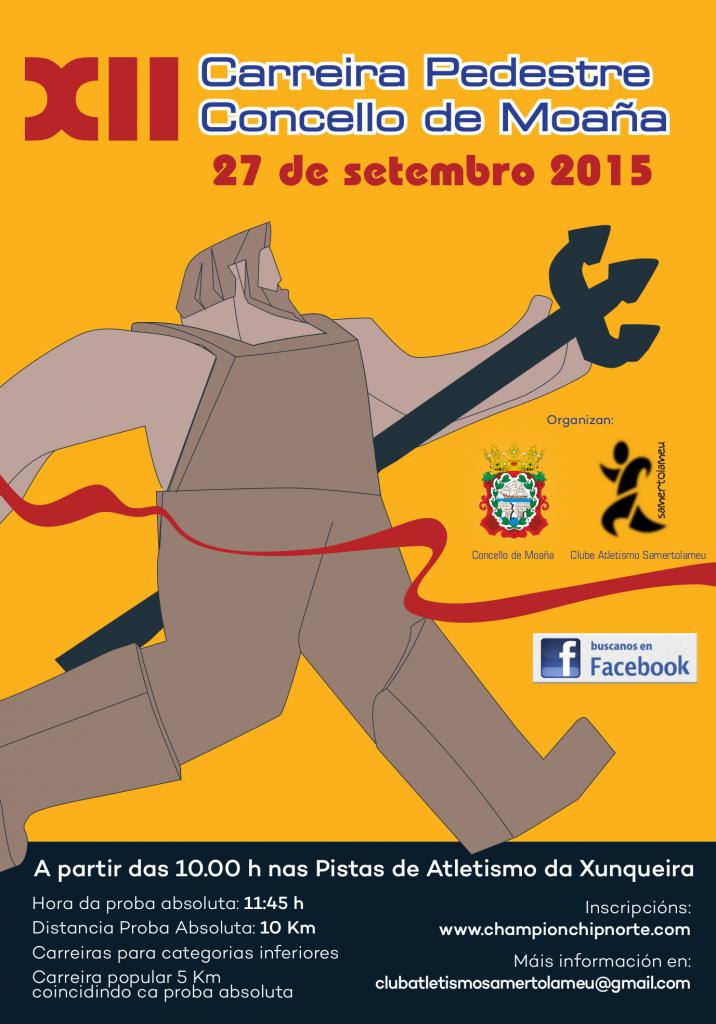 XII
Carreira Pedestre
Concello de Moaña
27 de setembro 2015
Organizan:
samertolameu
Concello de Moaña
Clube Atletismo Samertolameu
f
buscanos en
Facebook
A partir das 10.00 h nas Pistas de Atletismo da Xunqueira
Hora da proba absoluta: 11:45 h
Distancia Proba Absoluta: 10 Km
Carreiras para categorias inferiores
Carreira popular 5 Km
coincidindo ca proba absoluta
Inscripcións:
www.championchipnorte.com
Máis información en:
clubatletismosamertolameu@gmail.com